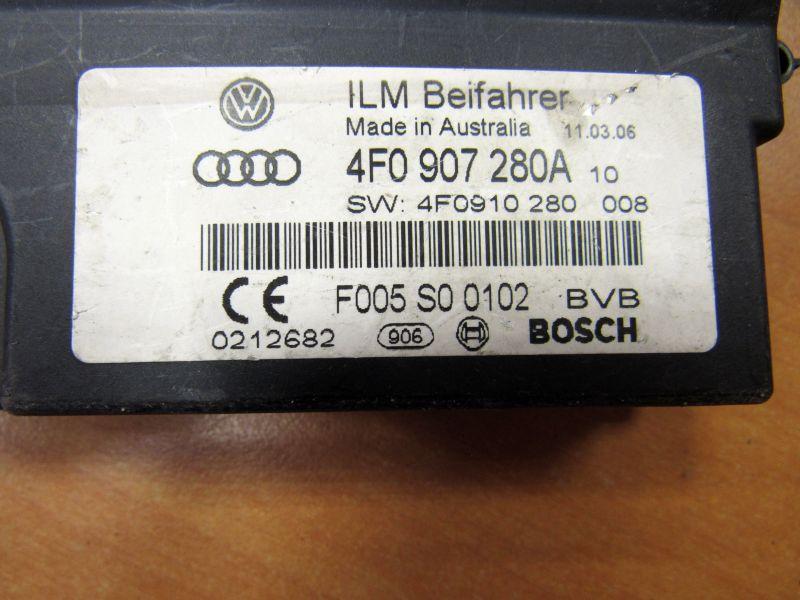 ILM Beifahrer
Made in Australia 11.03.06
4F0 907 280A 10
SW: 4F0910 280 008
CE F005 S0 0102 BVB
0212682 906 BOSCH